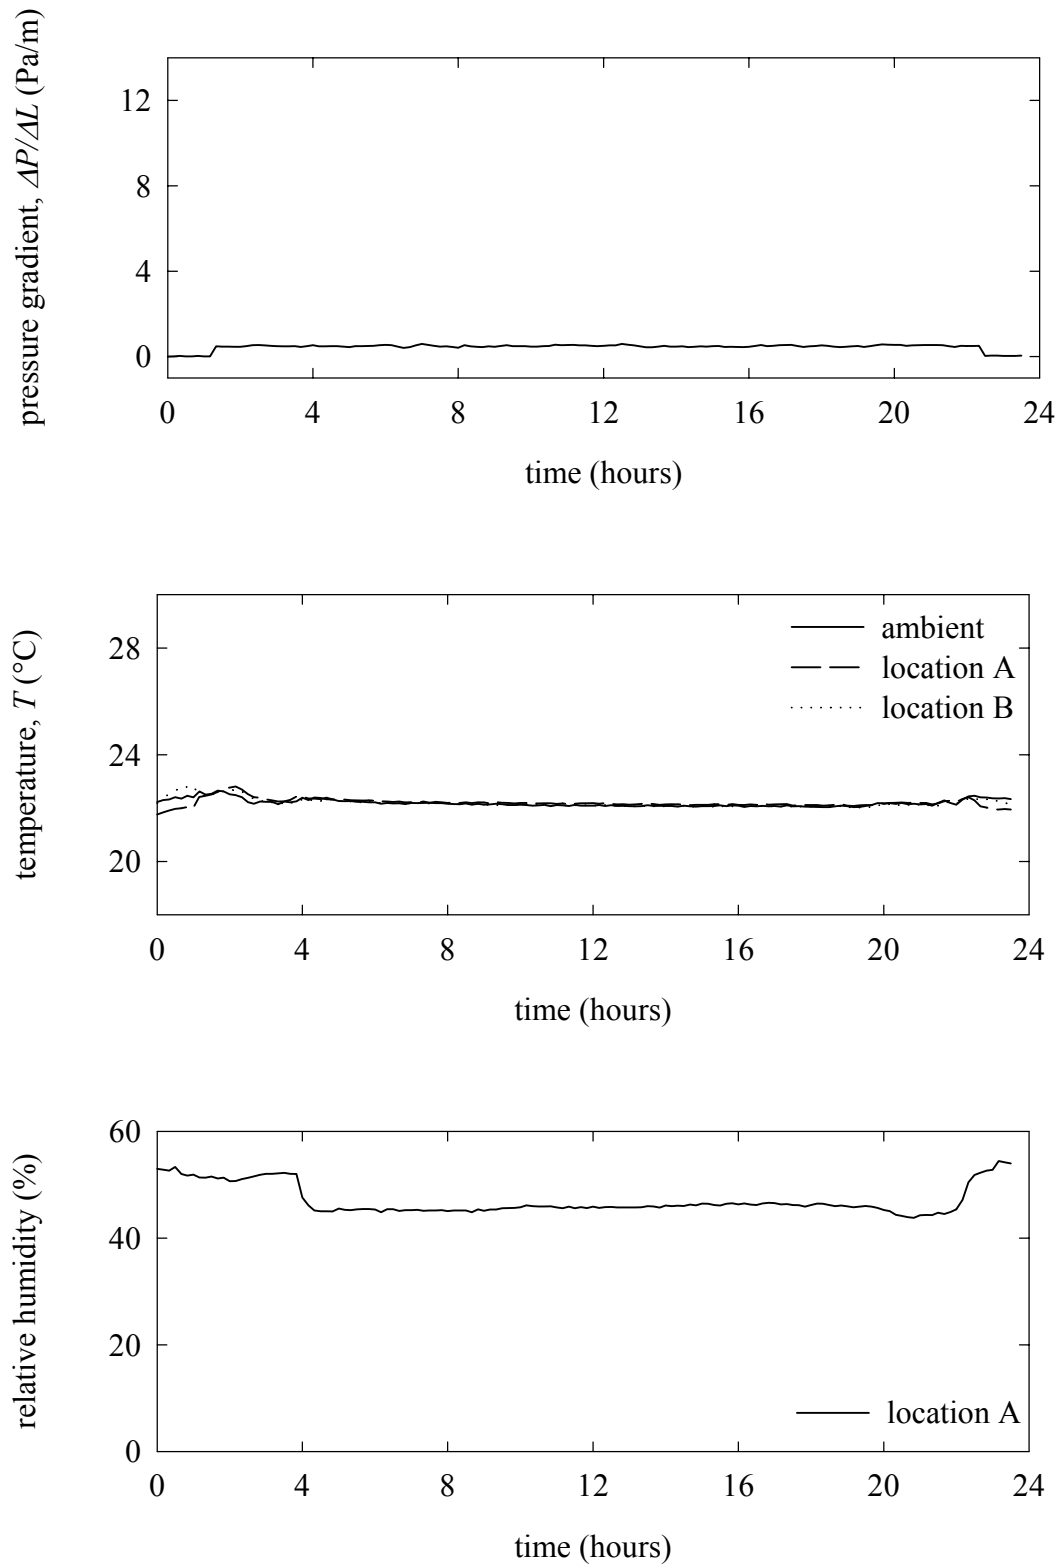 pressure gradient, ΔP/ΔL (Pa/m)
12
8
4
0
0 4 8 12 16 20 24
time (hours)
temperature, T (°C)
28
24
20
ambient
location A
location B
0 4 8 12 16 20 24
time (hours)
relative humidity (%)
60
40
20
0
location A
0 4 8 12 16 20 24
time (hours)